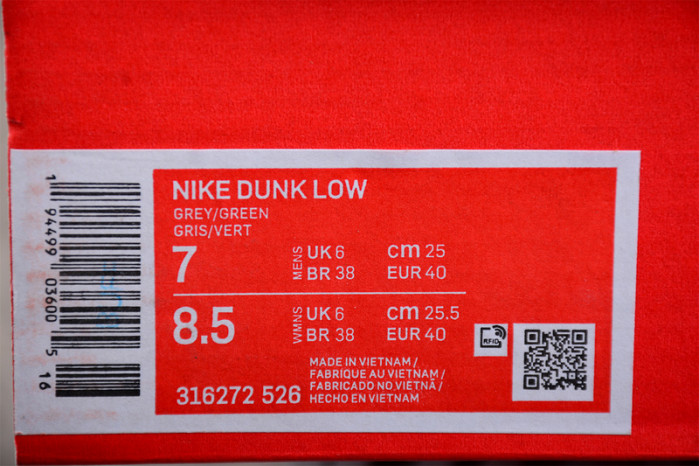 NIKE DUNK LOW
GREY/GREEN
GRIS/VERT
7 MENS UK 6 cm 25
BR 38 EUR 40
8.5 WMNS UK 6 cm 25.5
BR 38 EUR 40
RFID
316272 526
MADE IN VIETNAM /
FABRIQUE AU VIETNAM /
FABRICADO NO VIETNÃ /
HECHO EN VIETNAM
1 94499 03600 5
16